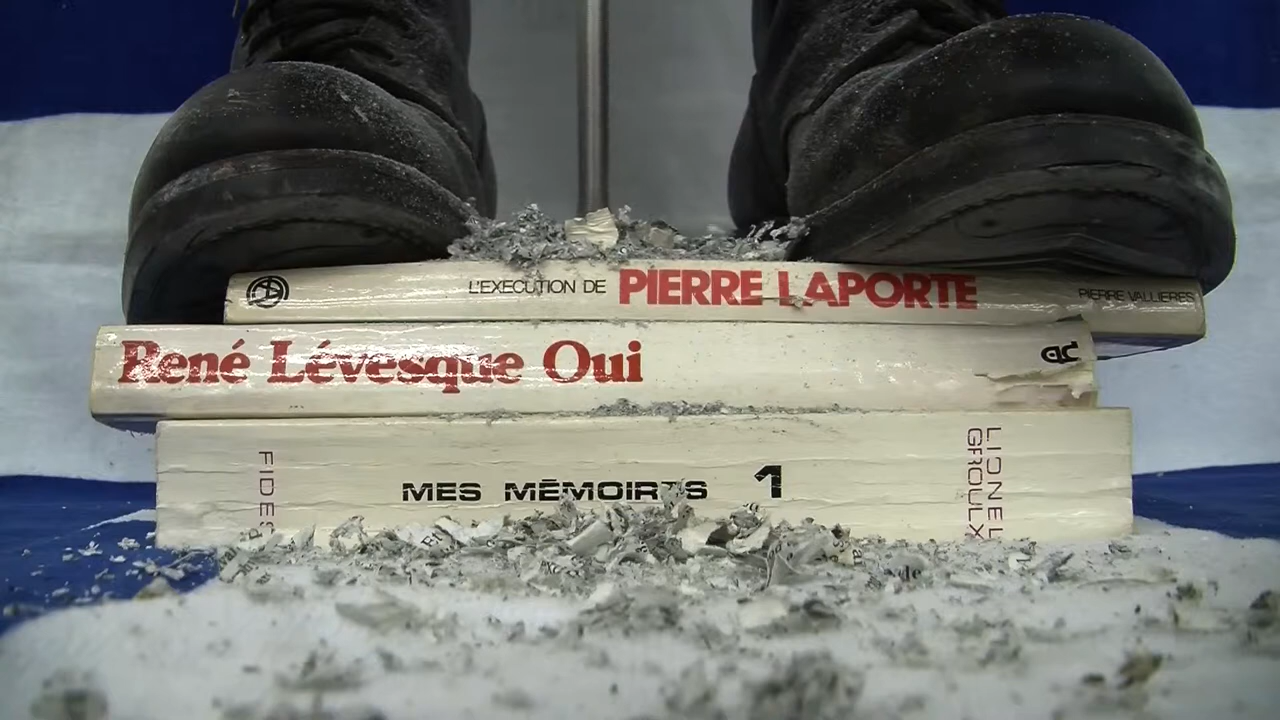 L'EXÉCUTION DE PIERRE LAPORTE PIERRE VALLIÈRES
René Lévesque Oui
FIDES MES MÉMOIRES 1 LIONEL GROULX